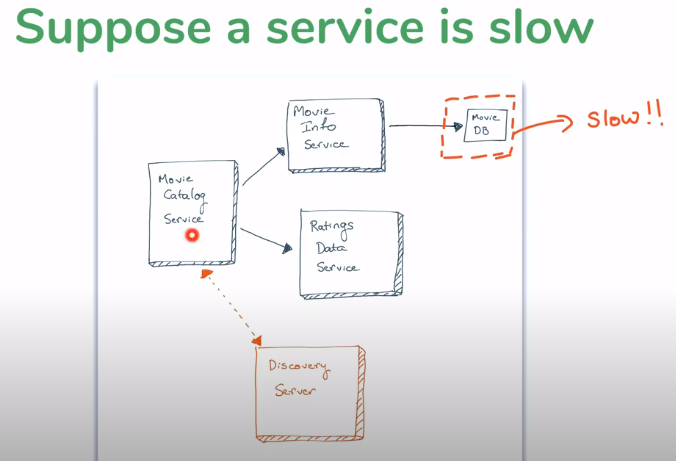 Suppose a service is slow
Movie
Info
Service
Movie
DB
slow!!
Movie
Catalog
Service
Ratings
Data
Service
Discovery
Server